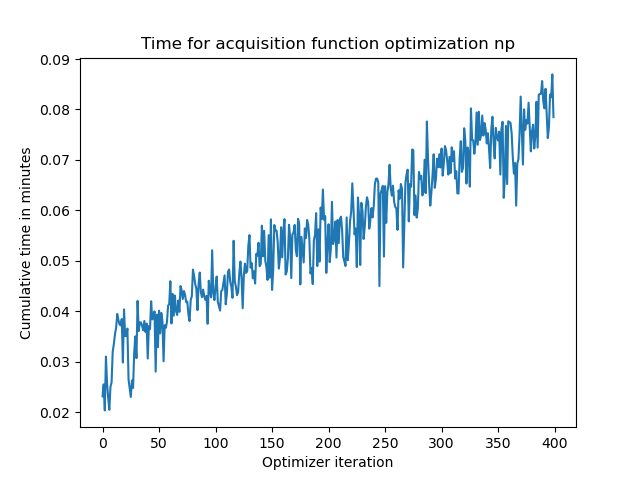 Time for acquisition function optimization np
Cumulative time in minutes
0.09
0.08
0.07
0.06
0.05
0.04
0.03
0.02
0 50 100 150 200 250 300 350 400
Optimizer iteration